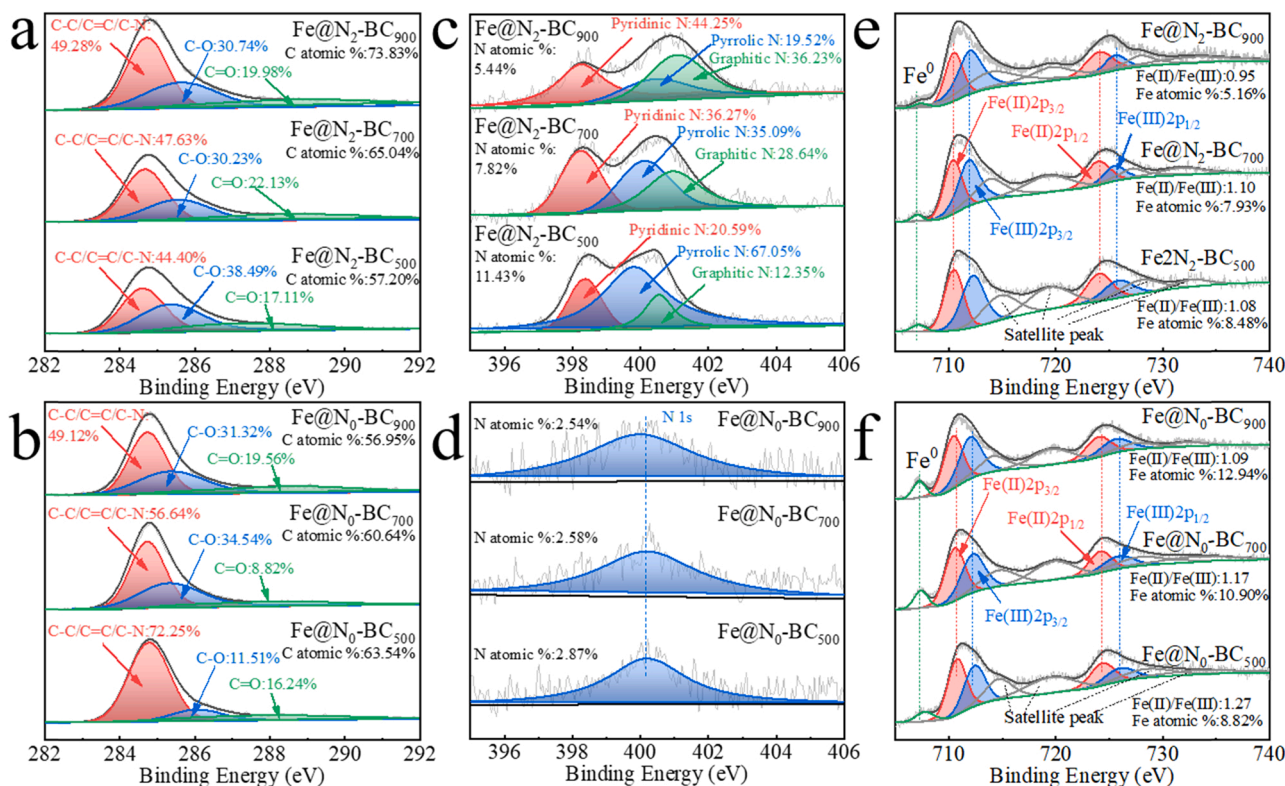 a
C-C/C=C/C-N:
49.28%
C-O:30.74%
C=O:19.98%
Fe@N2-BC900
C atomic %:73.83%
C-C/C=C/C-N:47.63%
C-O:30.23%
C=O:22.13%
Fe@N2-BC700
C atomic %:65.04%
C-C/C=C/C-N:44.40%
C-O:38.49%
C=O:17.11%
Fe@N2-BC500
C atomic %:57.20%
282 284 286 288 290 292
Binding Energy (eV)
c
Fe@N2-BC900
N atomic %:
5.44%
Pyridinic N:44.25%
Pyrrolic N:19.52%
Graphitic N:36.23%
Fe@N2-BC700
N atomic %:
7.82%
Pyridinic N:36.27%
Pyrrolic N:35.09%
Graphitic N:28.64%
Fe@N2-BC500
N atomic %:
11.43%
Pyridinic N:20.59%
Pyrrolic N:67.05%
Graphitic N:12.35%
396 398 400 402 404 406
Binding Energy (eV)
e
Fe@N2-BC900
Fe0
Fe(II)/Fe(III):0.95
Fe atomic %:5.16%
Fe(II)2p3/2
Fe(II)2p1/2
Fe(III)2p1/2
Fe@N2-BC700
Fe(II)/Fe(III):1.10
Fe atomic %:7.93%
Fe(III)2p3/2
Fe2N2-BC500
Fe(II)/Fe(III):1.08
Fe atomic %:8.48%
Satellite peak
710 720 730 740
Binding Energy (eV)
b
C-C/C=C/C-N:
49.12%
C-O:31.32%
C=O:19.56%
Fe@N0-BC900
C atomic %:56.95%
C-C/C=C/C-N:56.64%
C-O:34.54%
C=O:8.82%
Fe@N0-BC700
C atomic %:60.64%
C-C/C=C/C-N:72.25%
C-O:11.51%
C=O:16.24%
Fe@N0-BC500
C atomic %:63.54%
282 284 286 288 290 292
Binding Energy (eV)
d
N atomic %:2.54%
N 1s
Fe@N0-BC900
N atomic %:2.58%
Fe@N0-BC700
N atomic %:2.87%
Fe@N0-BC500
396 398 400 402 404 406
Binding Energy (eV)
f
Fe@N0-BC900
Fe0
Fe(II)/Fe(III):1.09
Fe atomic %:12.94%
Fe(II)2p3/2
Fe(II)2p1/2
Fe(III)2p1/2
Fe@N0-BC700
Fe(II)/Fe(III):1.17
Fe atomic %:10.90%
Fe(III)2p3/2
Fe@N0-BC500
Fe(II)/Fe(III):1.27
Fe atomic %:8.82%
Satellite peak
710 720 730 740
Binding Energy (eV)